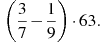 (3/7 − 1/9) · 63.